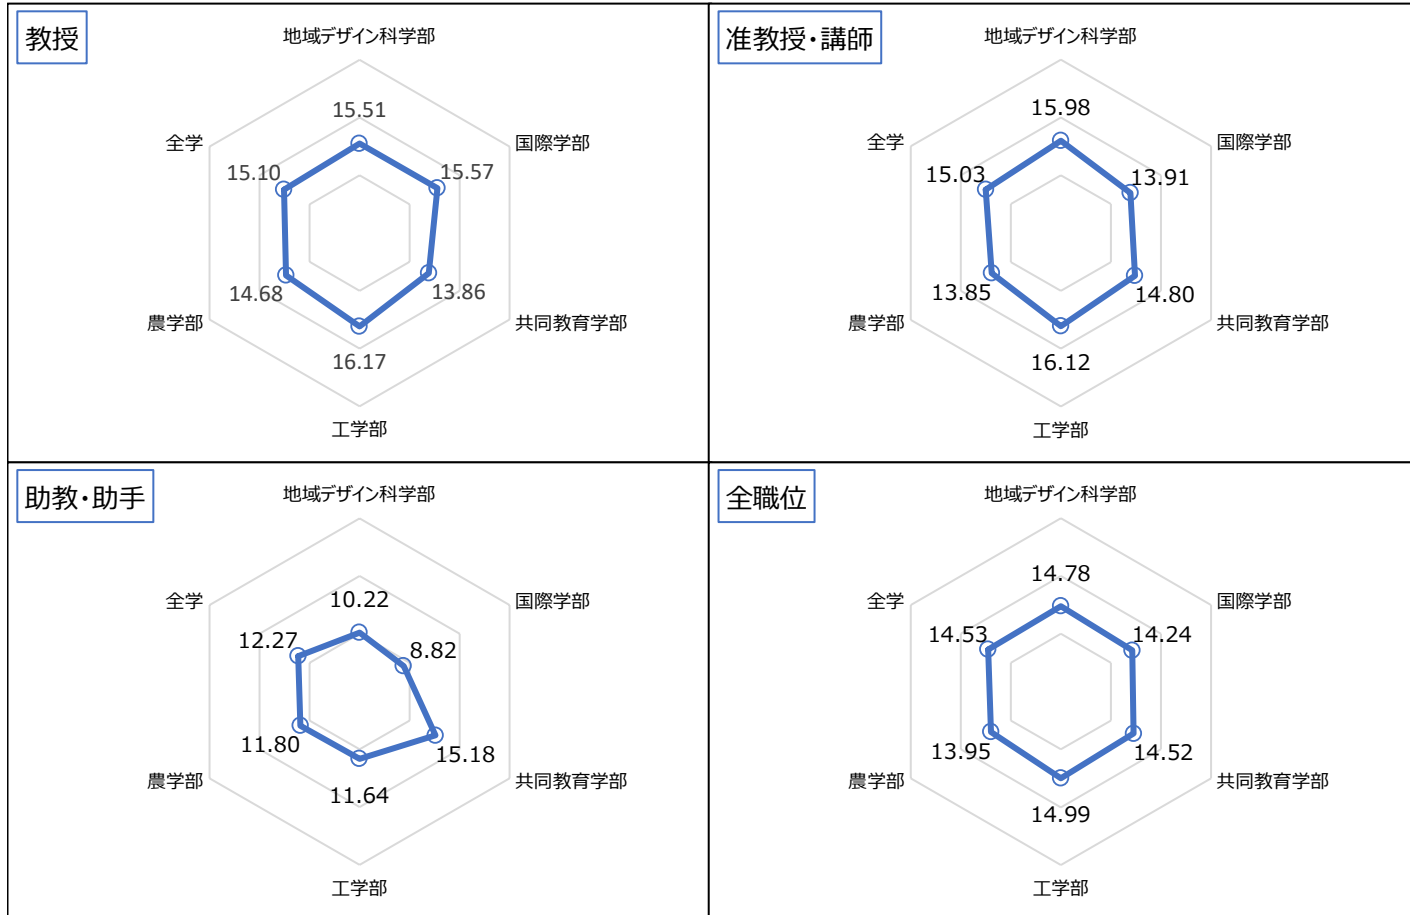 教授
地域デザイン科学部
15.51
全学
国際学部
15.10
15.57
14.68
13.86
農学部
共同教育学部
16.17
工学部
准教授・講師
地域デザイン科学部
15.98
全学
国際学部
15.03
13.91
13.85
14.80
農学部
共同教育学部
16.12
工学部
助教・助手
地域デザイン科学部
10.22
全学
国際学部
12.27
8.82
11.80
15.18
農学部
共同教育学部
11.64
工学部
全職位
地域デザイン科学部
14.78
全学
国際学部
14.53
14.24
13.95
14.52
農学部
共同教育学部
14.99
工学部